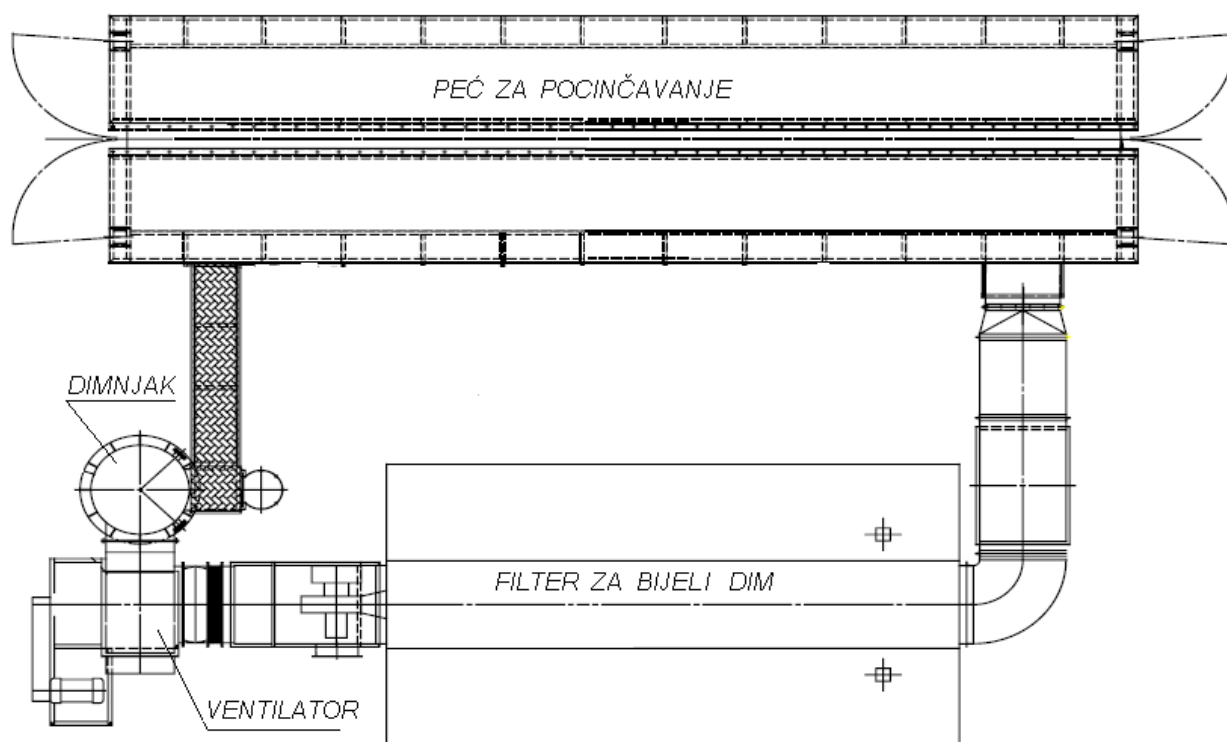 PEĆ ZA POCINČAVANJE
DIMNJAK
FILTER ZA BIJELI DIM
VENTILATOR